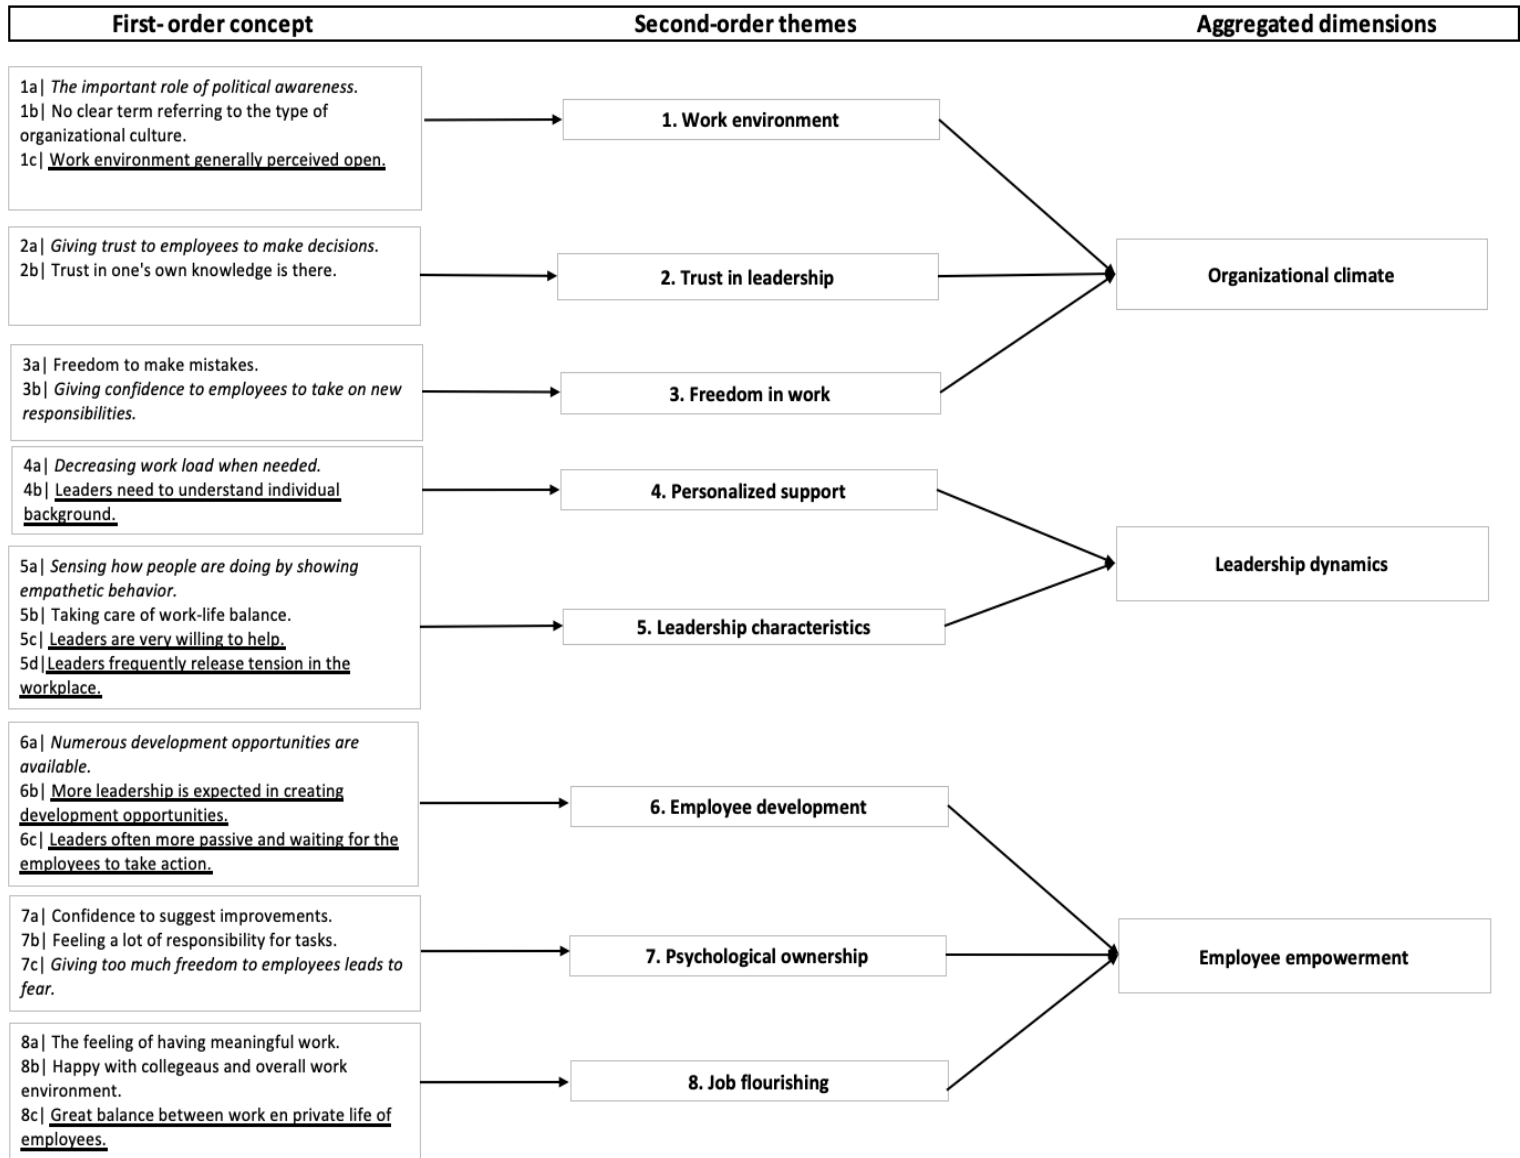 First- order concept
Second-order themes
Aggregated dimensions
1a| The important role of political awareness.
1b| No clear term referring to the type of
organizational culture.
1c| Work environment generally perceived open.
1. Work environment
2a| Giving trust to employees to make decisions.
2b| Trust in one's own knowledge is there.
2. Trust in leadership
Organizational climate
3a| Freedom to make mistakes.
3b| Giving confidence to employees to take on new
responsibilities.
3. Freedom in work
4a| Decreasing work load when needed.
4b| Leaders need to understand individual
background.
4. Personalized support
Leadership dynamics
5a| Sensing how people are doing by showing
empathetic behavior.
5b| Taking care of work-life balance.
5c| Leaders are very willing to help.
5d|Leaders frequently release tension in the
workplace.
5. Leadership characteristics
6a| Numerous development opportunities are
available.
6b| More leadership is expected in creating
development opportunities.
6c| Leaders often more passive and waiting for the
employees to take action.
6. Employee development
7a| Confidence to suggest improvements.
7b| Feeling a lot of responsibility for tasks.
7c| Giving too much freedom to employees leads to
fear.
7. Psychological ownership
Employee empowerment
8a| The feeling of having meaningful work.
8b| Happy with collegeaus and overall work
environment.
8c| Great balance between work en private life of
employees.
8. Job flourishing